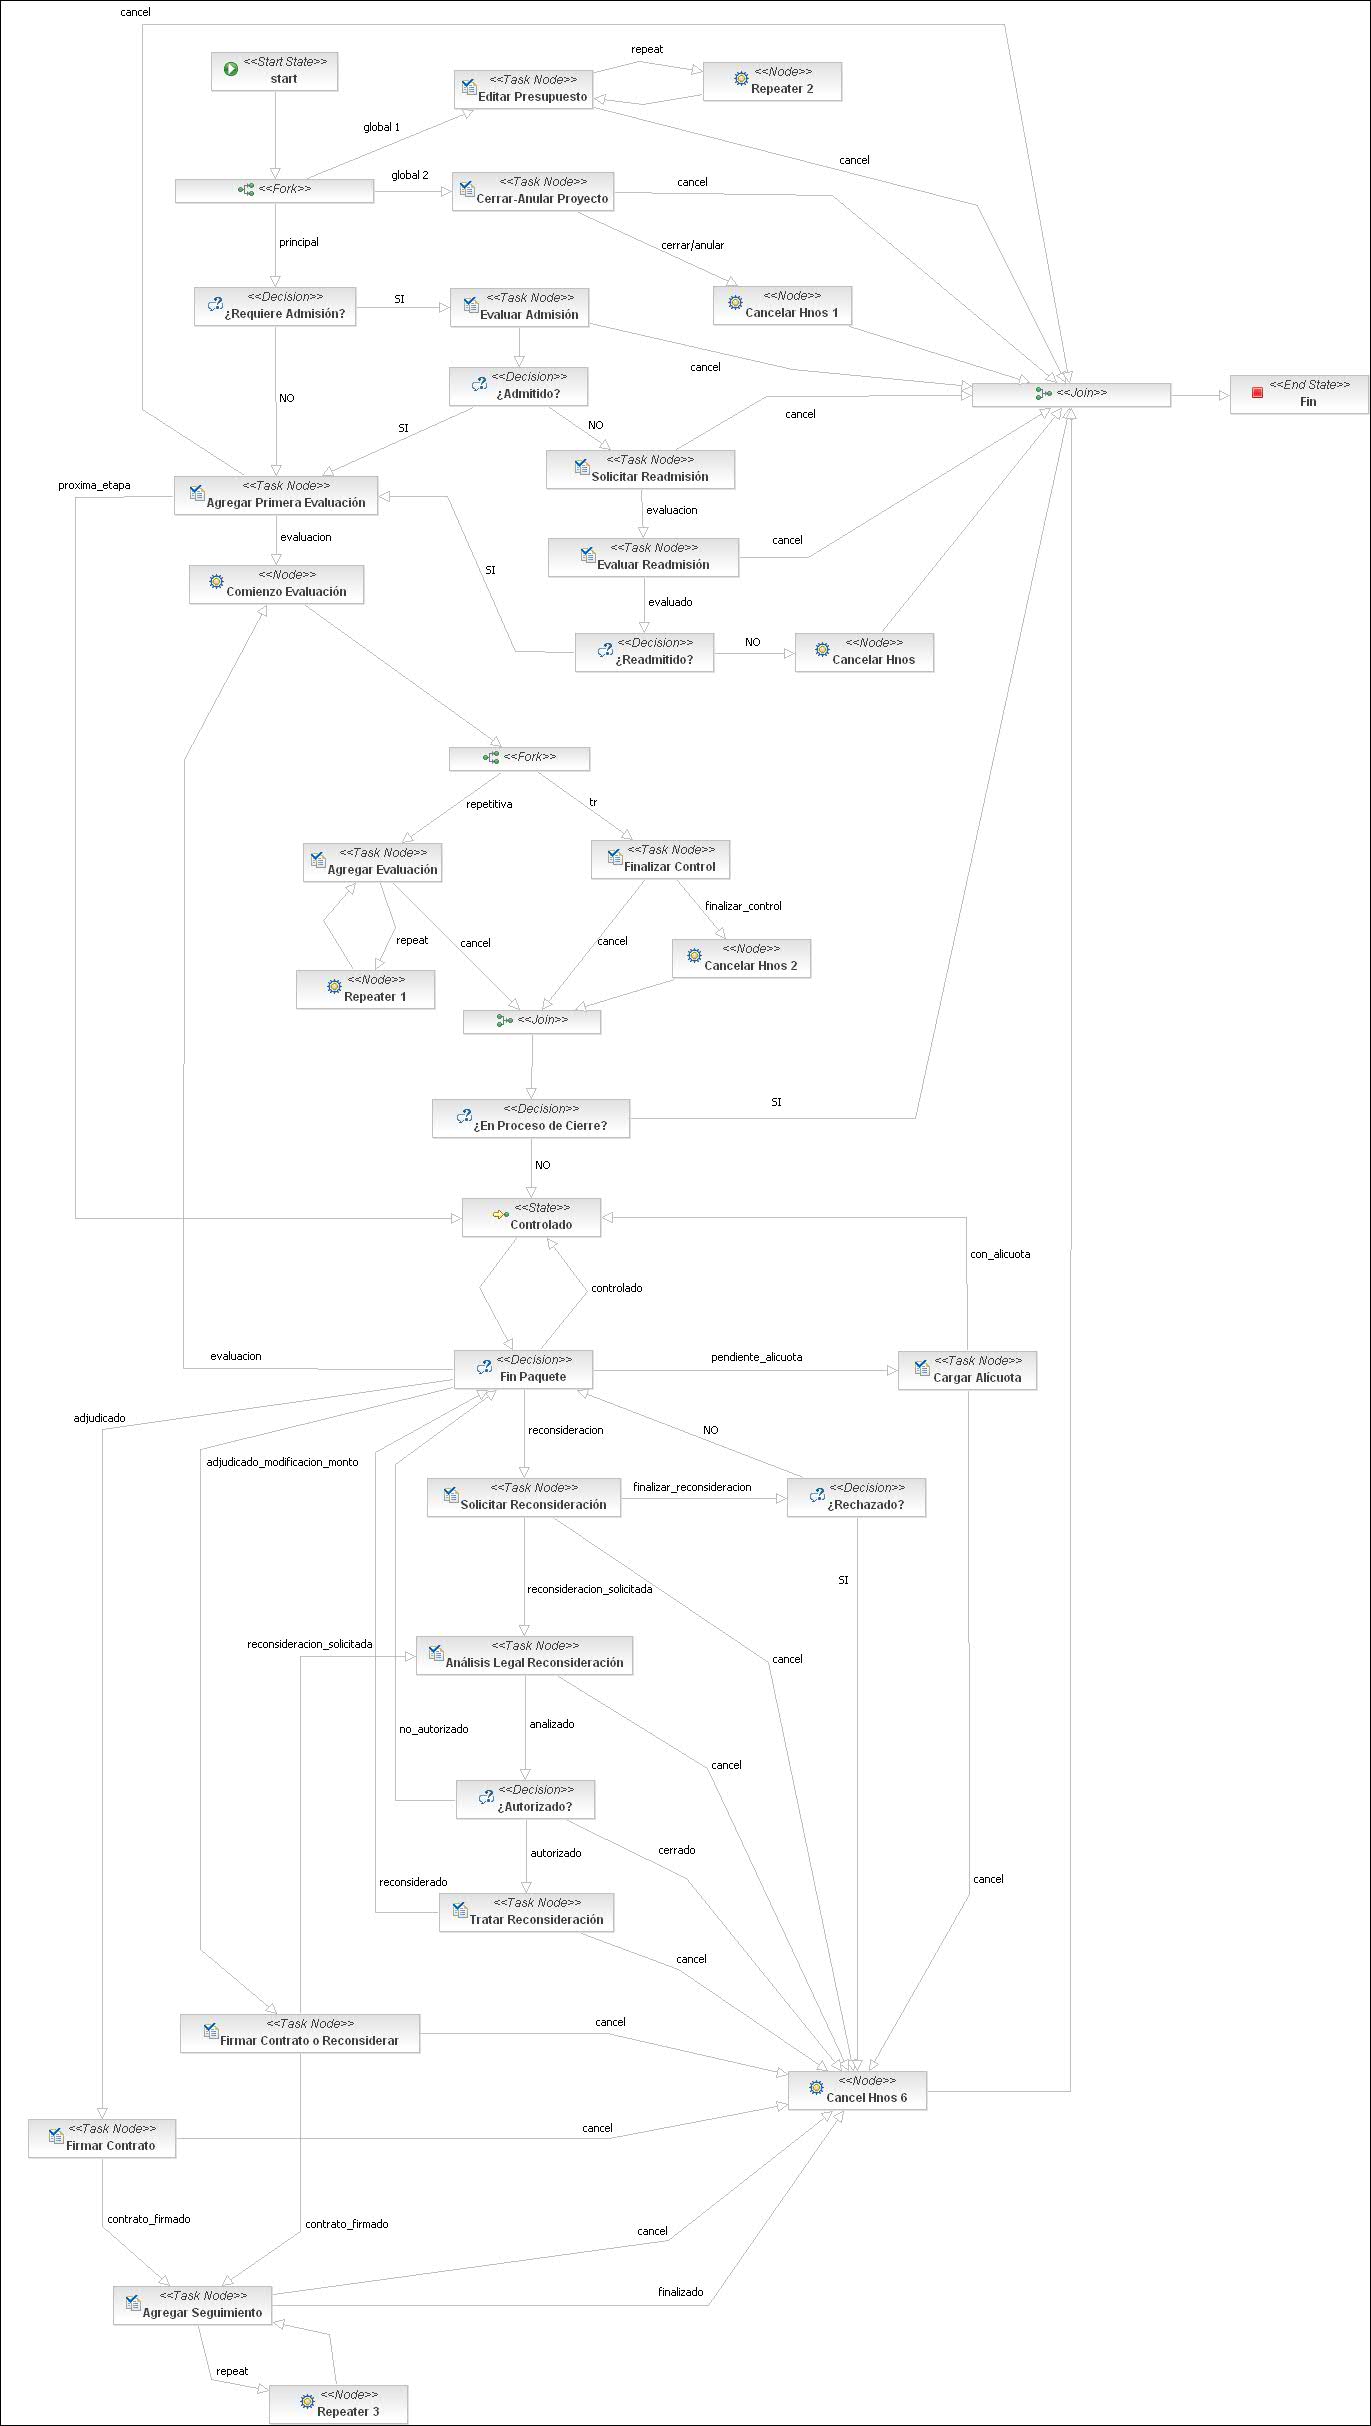 cancel
<<Start State>>
start
repeat
<<Task Node>>
Editar Presupuesto
<<Node>>
Repeater 2
global 1
cancel
<<Fork>>
global 2
<<Task Node>>
Cerrar-Anular Proyecto
cancel
principal
cerrar/anular
<<Decision>>
¿Requiere Admisión?
SI
<<Task Node>>
Evaluar Admisión
<<Node>>
Cancelar Hnos 1
cancel
<<Decision>>
¿Admitido?
<<Join>>
<<End State>>
Fin
NO
SI
NO
cancel
<<Task Node>>
Solicitar Readmisión
proxima_etapa
<<Task Node>>
Agregar Primera Evaluación
evaluacion
evaluacion
cancel
<<Task Node>>
Evaluar Readmisión
SI
<<Node>>
Comienzo Evaluación
evaluado
<<Decision>>
¿Readmitido?
NO
<<Node>>
Cancelar Hnos
<<Fork>>
repetitiva
tr
<<Task Node>>
Agregar Evaluación
<<Task Node>>
Finalizar Control
finalizar_control
repeat
cancel
cancel
<<Node>>
Cancelar Hnos 2
<<Node>>
Repeater 1
<<Join>>
<<Decision>>
¿En Proceso de Cierre?
SI
NO
<<State>>
Controlado
con_alicuota
controlado
evaluacion
<<Decision>>
Fin Paquete
pendiente_alicuota
<<Task Node>>
Cargar Alícuota
adjudicado
reconsideracion
NO
adjudicado_modificacion_monto
<<Task Node>>
Solicitar Reconsideración
finalizar_reconsideracion
<<Decision>>
¿Rechazado?
SI
reconsideracion_solicitada
reconsideracion_solicitada
<<Task Node>>
Análisis Legal Reconsideración
cancel
no_autorizado
analizado
cancel
<<Decision>>
¿Autorizado?
autorizado
cerrado
reconsiderado
cancel
<<Task Node>>
Tratar Reconsideración
cancel
<<Task Node>>
Firmar Contrato o Reconsiderar
cancel
<<Node>>
Cancel Hnos 6
<<Task Node>>
Firmar Contrato
cancel
contrato_firmado
contrato_firmado
cancel
<<Task Node>>
Agregar Seguimiento
finalizado
repeat
<<Node>>
Repeater 3